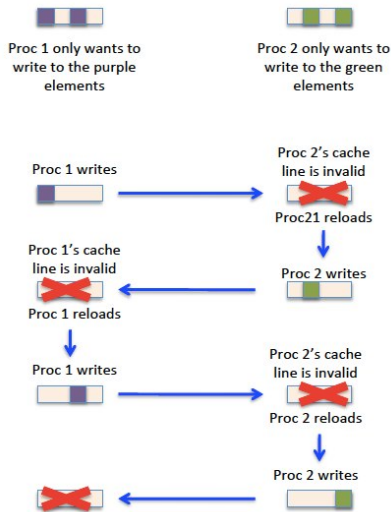 Proc 1 only wants to
write to the purple
elements
Proc 2 only wants to
write to the green
elements
Proc 1 writes
Proc 2's cache
line is invalid
Proc21 reloads
Proc 1's cache
line is invalid
Proc 2 writes
Proc 1 reloads
Proc 1 writes
Proc 2's cache
line is invalid
Proc 2 reloads
Proc 2 writes